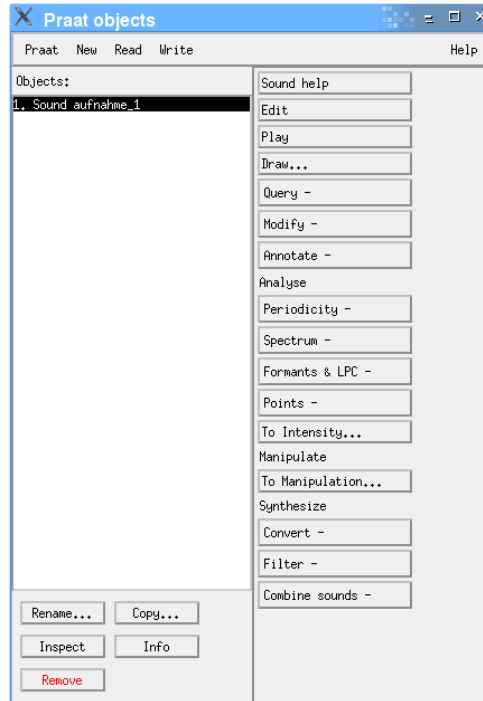 Praat objects
Praat New Read Write Help
Objects:
1. Sound aufnahme_1
Rename... Copy...
Inspect Info
Remove
Sound help
Edit
Play
Draw...
Query -
Modify -
Annotate -
Analyse
Periodicity -
Spectrum -
Formants & LPC -
Points -
To Intensity...
Manipulate
To Manipulation...
Synthesize
Convert -
Filter -
Combine sounds -